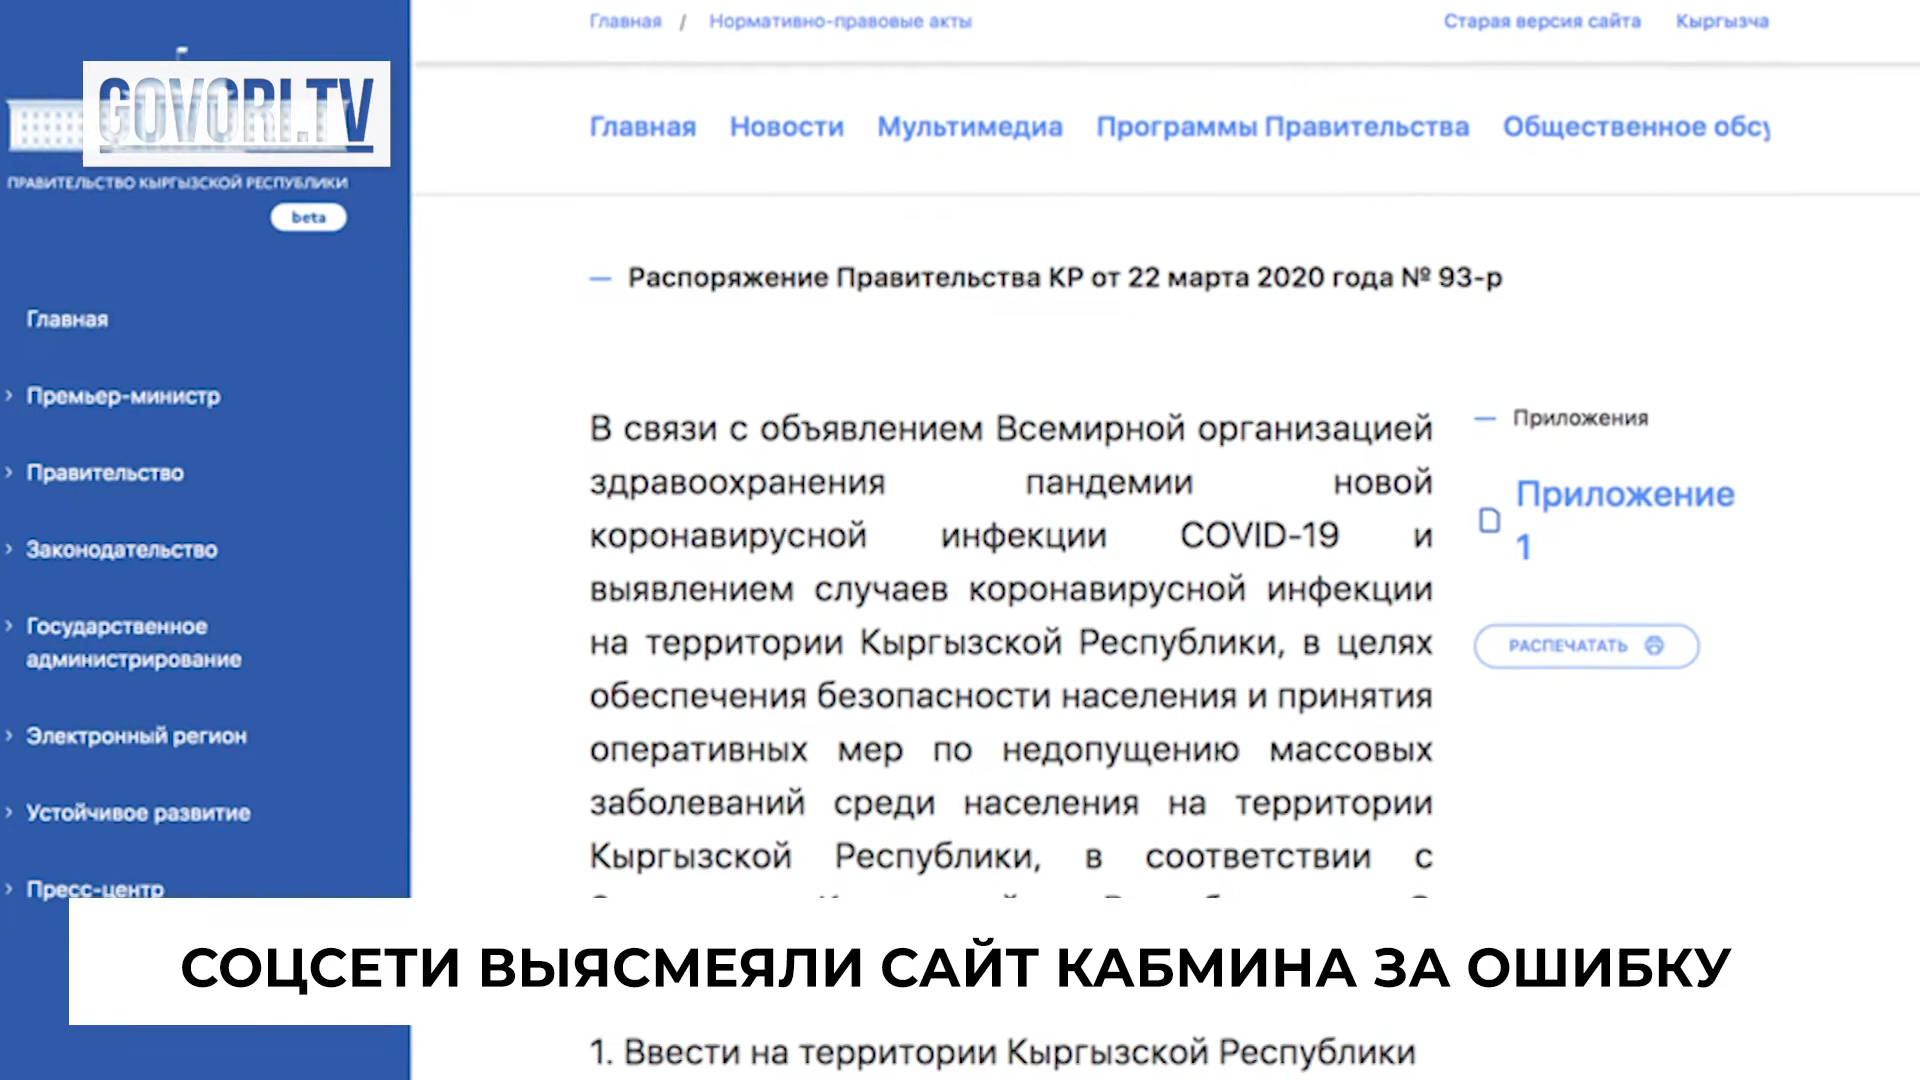 Главная / Нормативно-правовые акты
Старая версия сайта Кыргызча
GOVORI.TV
ПРАВИТЕЛЬСТВО КЫРГЫЗСКОЙ РЕСПУБЛИКИ
beta
Главная Новости Мультимедиа Программы Правительства Общественное обсу
Главная
Премьер-министр
Правительство
Законодательство
Государственное
администрирование
Электронный регион
Устойчивое развитие
Пресс-центр
— Распоряжение Правительства КР от 22 марта 2020 года № 93-р
В связи с объявлением Всемирной организацией
здравоохранения пандемии новой
коронавирусной инфекции COVID-19 и
выявлением случаев коронавирусной инфекции
на территории Кыргызской Республики, в целях
обеспечения безопасности населения и принятия
оперативных мер по недопущению массовых
заболеваний среди населения на территории
Кыргызской Республики, в соответствии с
— Приложения
Приложение
1
РАСПЕЧАТАТЬ
СОЦСЕТИ ВЫЯСМЕЯЛИ САЙТ КАБМИНА ЗА ОШИБКУ
1. Ввести на территории Кыргызской Республики